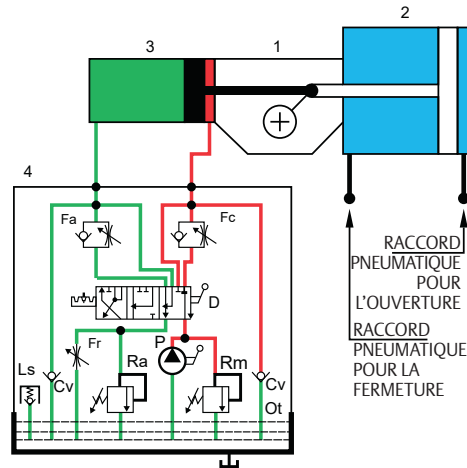 2
3
1
4
Fa
Fc
D
P
Fr
Ra
Rm
Ls
Cv
Cv
Ot
RACCORD
PNEUMATIQUE
POUR
L'OUVERTURE
RACCORD
PNEUMATIQUE
POUR LA
FERMETURE